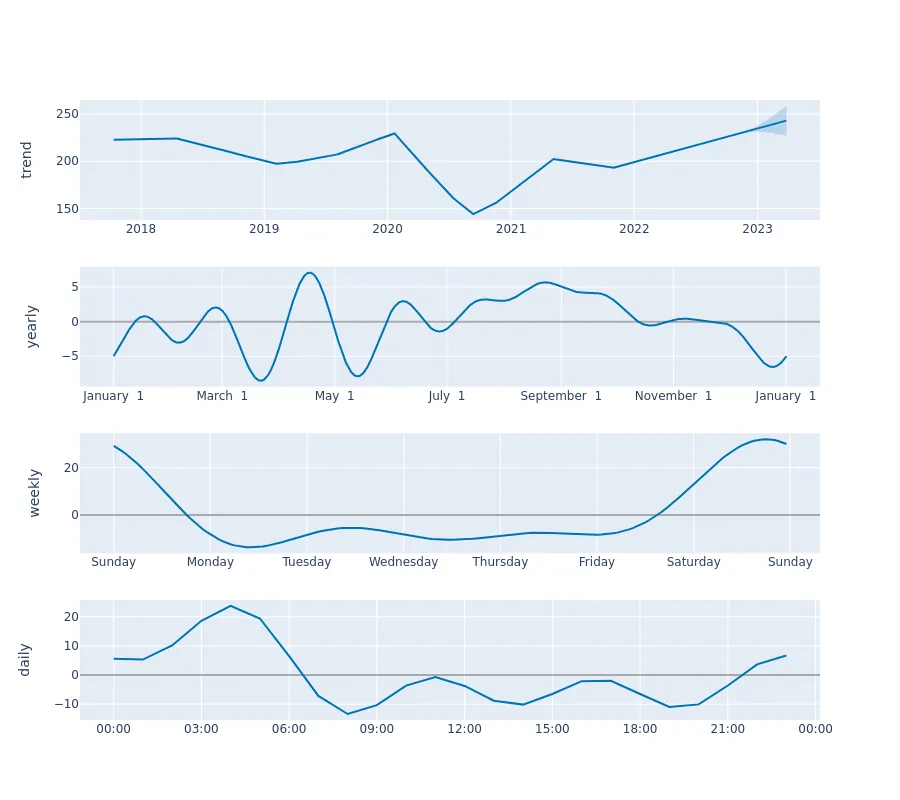 trend
250
200
150
2018 2019 2020 2021 2022 2023
yearly
5
0
−5
January 1 March 1 May 1 July 1 September 1 November 1 January 1
weekly
20
0
Sunday Monday Tuesday Wednesday Thursday Friday Saturday Sunday
daily
20
10
0
−10
00:00 03:00 06:00 09:00 12:00 15:00 18:00 21:00 00:00